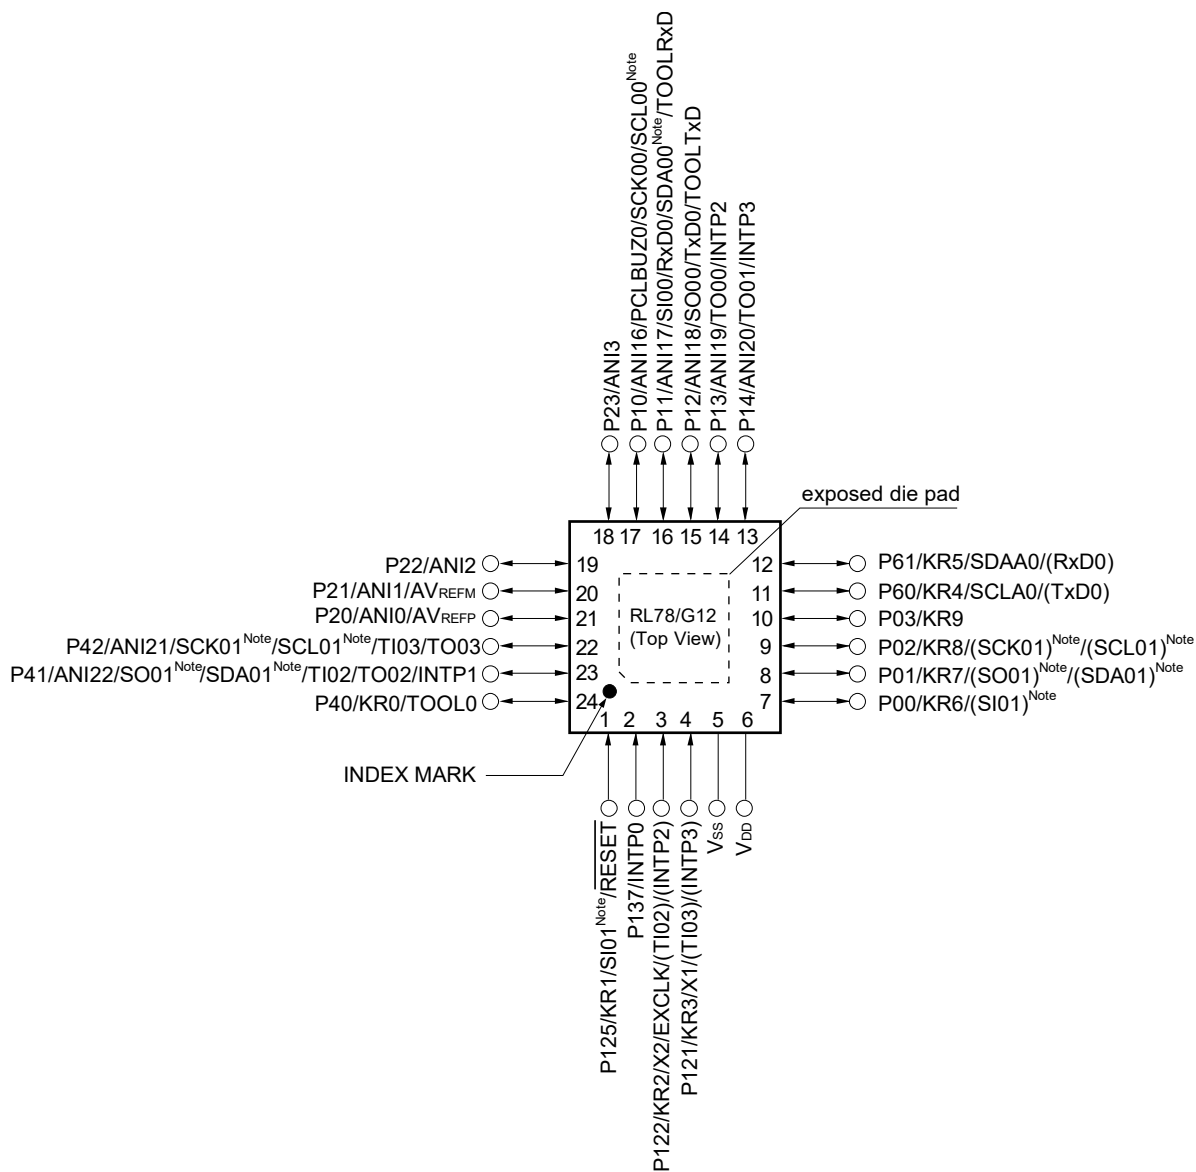 P23/ANI3
P10/ANI16/PCLBUZ0/SCK00/SCL00Note
P11/ANI17/SI00/RxD0/SDA00Note/TOOLRxD
P12/ANI18/SO00/TxD0/TOOLTxD
P13/ANI19/TO00/INTP2
P14/ANI20/TO01/INTP3
exposed die pad
18 17 16 15 14 13
P22/ANI2 19
P21/ANI1/AVREFM 20
P20/ANI0/AVREFP 21
P42/ANI21/SCK01Note/SCL01Note/TI03/TO03 22
P41/ANI22/SO01Note/SDA01Note/TI02/TO02/INTP1 23
P40/KR0/TOOL0 24
RL78/G12
(Top View)
12 P61/KR5/SDAA0/(RxD0)
11 P60/KR4/SCLA0/(TxD0)
10 P03/KR9
9 P02/KR8/(SCK01)Note/(SCL01)Note
8 P01/KR7/(SO01)Note/(SDA01)Note
7 P00/KR6/(SI01)Note
1 2 3 4 5 6
INDEX MARK
P125/KR1/SI01Note/RESET
P137/INTP0
P122/KR2/X2/EXCLK/(TI02)/(INTP2)
P121/KR3/X1/(TI03)/(INTP3)
VSS
VDD